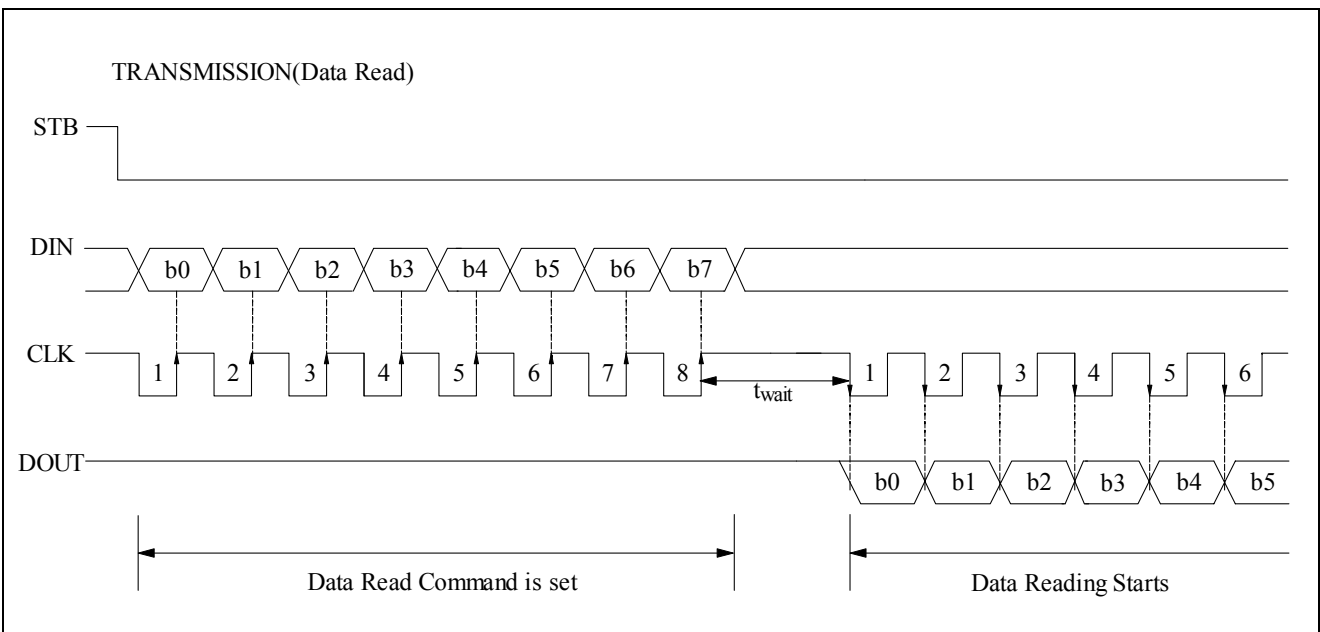 TRANSMISSION(Data Read)
STB
DIN b0 b1 b2 b3 b4 b5 b6 b7
CLK 1 2 3 4 5 6 7 8 twait 1 2 3 4 5 6
DOUT b0 b1 b2 b3 b4 b5
Data Read Command is set Data Reading Starts